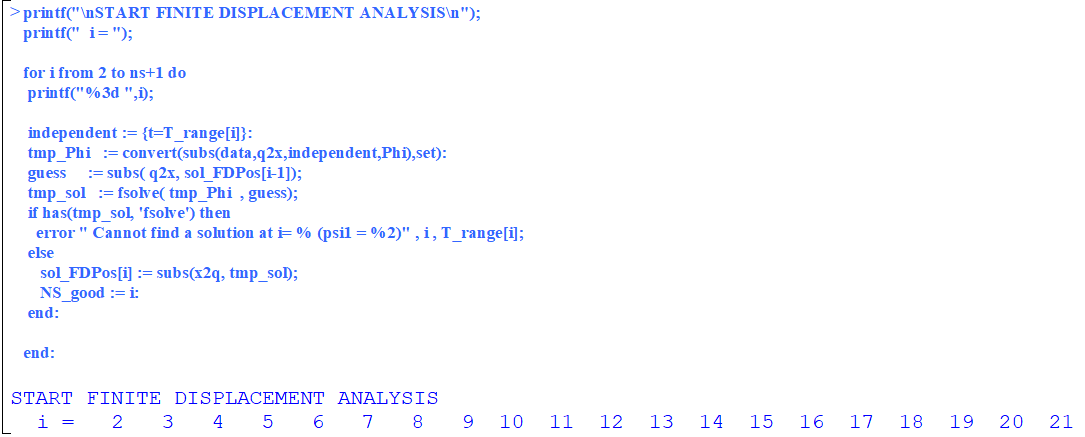 > printf("\nSTART FINITE DISPLACEMENT ANALYSIS\n");
printf("  i = ");
for i from 2 to ns+1 do
printf("%3d ",i);
independent := {t=T_range[i]}:
tmp_Phi   := convert(subs(data,q2x,independent,Phi),set):
guess     := subs( q2x, sol_FDPos[i-1]);
tmp_sol   := fsolve( tmp_Phi  , guess);
if has(tmp_sol, 'fsolve') then
error " Cannot find a solution at i= % (psi1 = %2)" , i , T_range[i];
else
sol_FDPos[i] := subs(x2q, tmp_sol);
NS_good := i:
end:
end:
START FINITE DISPLACEMENT ANALYSIS
i =   2   3   4   5   6   7   8   9  10  11  12  13  14  15  16  17  18  19  20  21